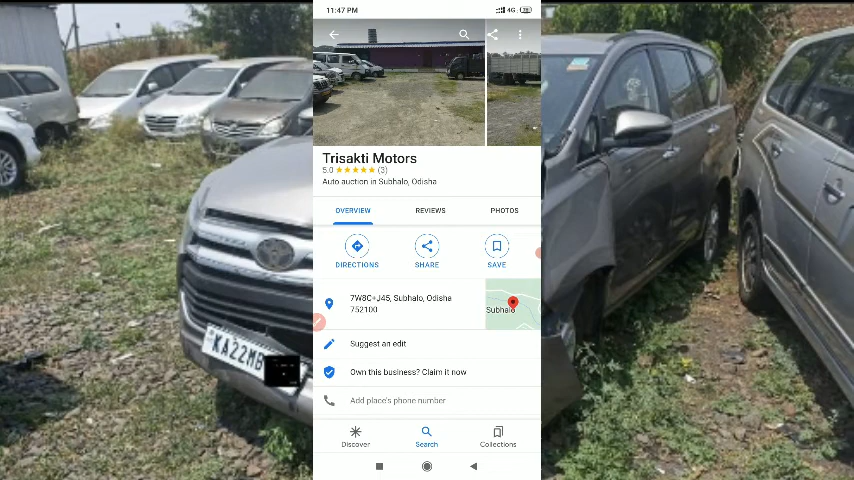 11:47 PM
4G
Trisakti Motors
5.0 ★★★★★ (3)
Auto auction in Subhalo, Odisha
OVERVIEW
REVIEWS
PHOTOS
DIRECTIONS
SHARE
SAVE
7W8C+J45, Subhalo, Odisha
752100
Subhalo
Suggest an edit
Own this business? Claim it now
Add place's phone number
Discover
Search
Collections
KA22MB